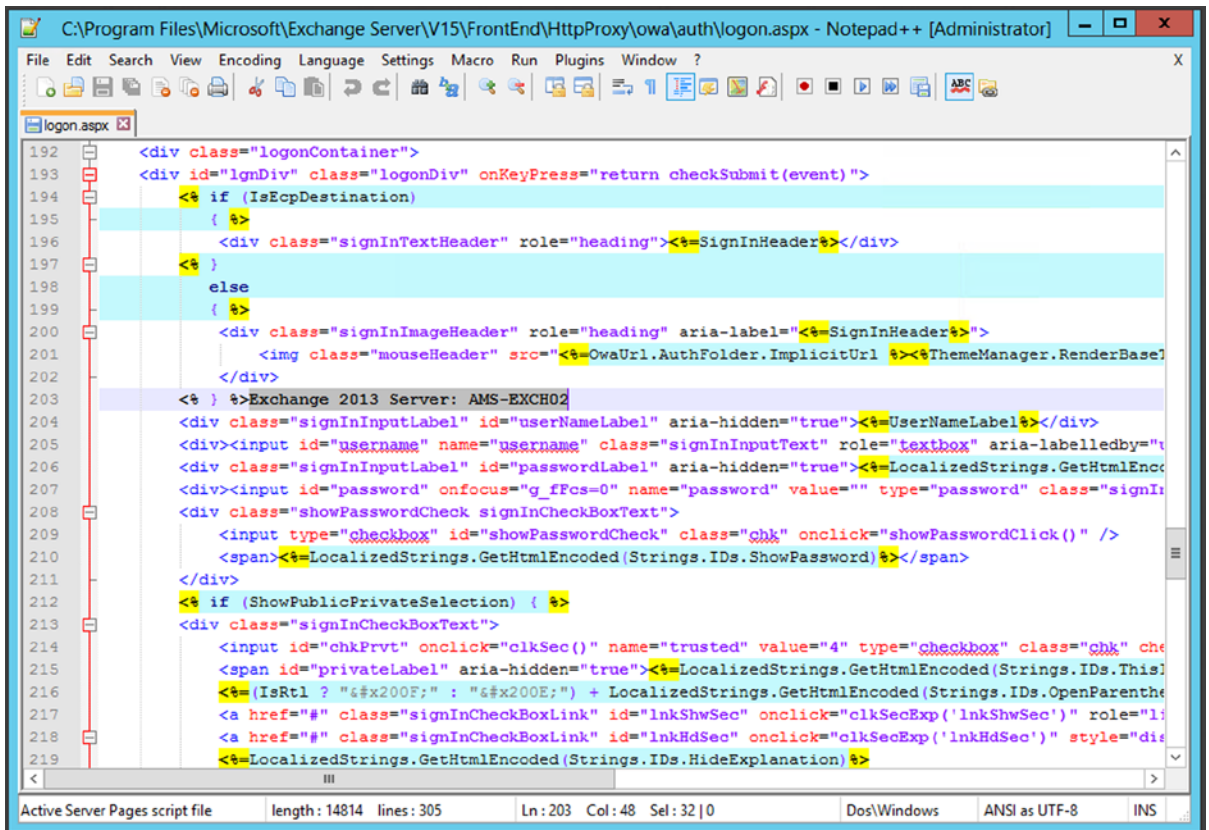 C:\Program Files\Microsoft\Exchange Server\V15\FrontEnd\HttpProxy\owa\auth\logon.aspx - Notepad++ [Administrator]
File Edit Search View Encoding Language Settings Macro Run Plugins Window ? X
logon.aspx
192 <div class="logonContainer">
193 <div id="lgnDiv" class="logonDiv" onKeyPress="return checkSubmit(event)">
194 <% if (IsEcpDestination)
195 { %>
196 <div class="signInTextHeader" role="heading"><%=SignInHeader%></div>
197 <% }
198 else
199 { %>
200 <div class="signInImageHeader" role="heading" aria-label="<%=SignInHeader%>">
201 <img class="mouseHeader" src="<%=OwaUrl.AuthFolder.ImplicitUrl %><%ThemeManager.RenderBaseT
202 </div>
203 <% } %>Exchange 2013 Server: AMS-EXCH02
204 <div class="signInInputLabel" id="userNameLabel" aria-hidden="true"><%=UserNameLabel%></div>
205 <div><input id="username" name="username" class="signInInputText" role="textbox" aria-labelledby="u
206 <div class="signInInputLabel" id="passwordLabel" aria-hidden="true"><%=LocalizedStrings.GetHtmlEnco
207 <div><input id="password" onfocus="g_fFcs=0" name="password" value="" type="password" class="signIn
208 <div class="showPasswordCheck signInCheckBoxText">
209 <input type="checkbox" id="showPasswordCheck" class="chk" onclick="showPasswordClick()" />
210 <span><%=LocalizedStrings.GetHtmlEncoded(Strings.IDs.ShowPassword)%></span>
211 </div>
212 <% if (ShowPublicPrivateSelection) { %>
213 <div class="signInCheckBoxText">
214 <input id="chkPrvt" onclick="clkSec()" name="trusted" value="4" type="checkbox" class="chk" che
215 <span id="privateLabel" aria-hidden="true"><%=LocalizedStrings.GetHtmlEncoded(Strings.IDs.ThisI
216 <%=(IsRtl ? "&#x200F;" : "&#x200E;") + LocalizedStrings.GetHtmlEncoded(Strings.IDs.OpenParenthe
217 <a href="#" class="signInCheckBoxLink" id="lnkShwSec" onclick="clkSecExp('lnkShwSec')" role="li
218 <a href="#" class="signInCheckBoxLink" id="lnkHdSec" onclick="clkSecExp('lnkHdSec')" style="dis
219 <%=LocalizedStrings.GetHtmlEncoded(Strings.IDs.HideExplanation)%>
Active Server Pages script file length : 14814 lines : 305 Ln : 203 Col : 48 Sel : 32 | 0 Dos\Windows ANSI as UTF-8 INS